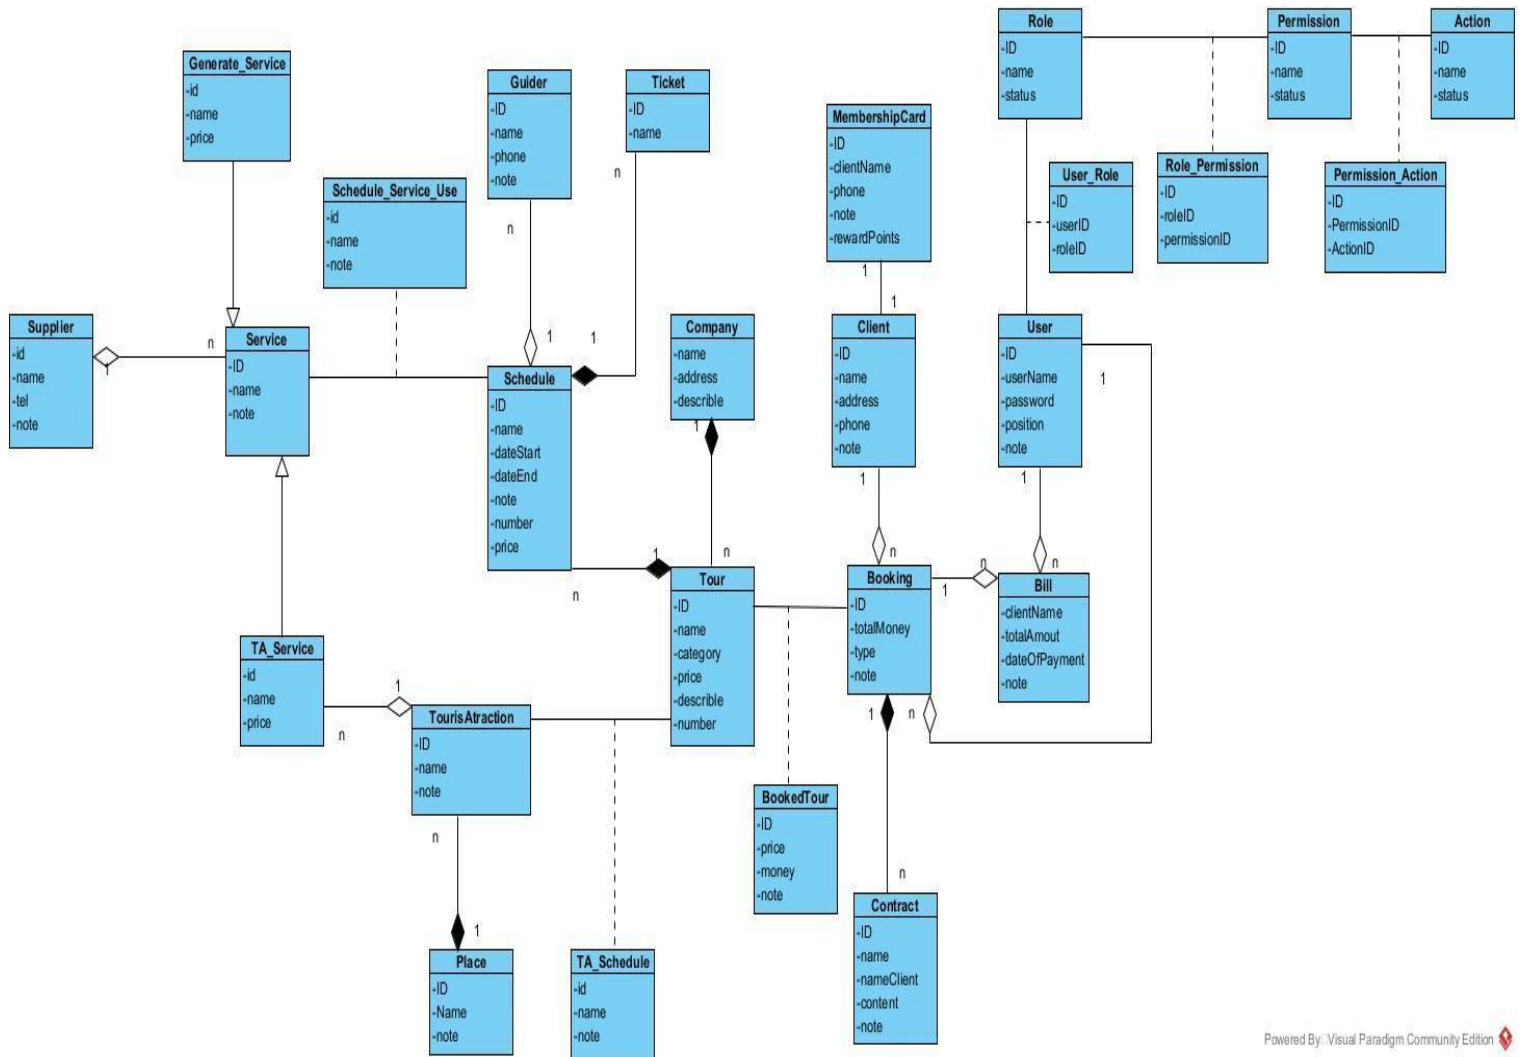 Role
-ID
-name
-status
Permission
-ID
-name
-status
Action
-ID
-name
-status
Generate_Service
-id
-name
-price
Guider
-ID
-name
-phone
-note
Ticket
-ID
-name
MembershipCard
-ID
-clientName
-phone
-note
-rewardPoints
Schedule_Service_Use
-id
-name
-note
User_Role
-ID
-userID
-roleID
Role_Permission
-ID
-roleID
-permissionID
Permission_Action
-ID
-PermissionID
-ActionID
n
n
1
1
Supplier
-id
-name
-tel
-note
1
n
Service
-ID
-name
-note
1
1
Schedule
-ID
-name
-dateStart
-dateEnd
-note
-number
-price
Company
-name
-address
-describle
1
n
Client
-ID
-name
-address
-phone
-note
1
n
User
-ID
-userName
-password
-position
-note
1
1
n
1
n
Tour
-ID
-name
-category
-price
-describle
-number
Booking
-ID
-totalMoney
-type
-note
1
n
Bill
-clientName
-totalAmout
-dateOfPayment
-note
TA_Service
-id
-name
-price
1
n
TourisAtraction
-ID
-name
-note
1
n
n
1
BookedTour
-ID
-price
-money
-note
n
Contract
-ID
-name
-nameClient
-content
-note
Place
-ID
-Name
-note
TA_Schedule
-id
-name
-note
Powered By Visual Paradigm Community Edition